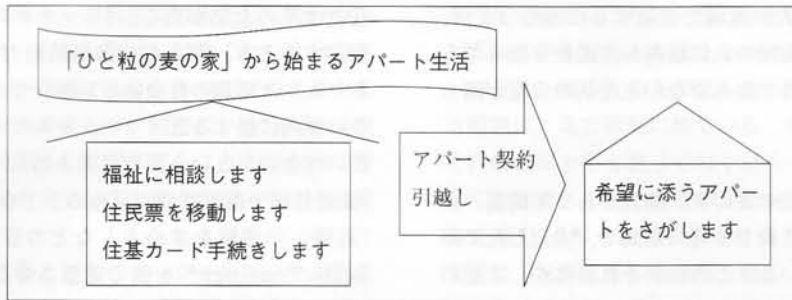 「ひと粒の麦の家」から始まるアパート生活
福祉に相談します
住民票を移動します
住基カード手続きします
アパート契約
引越し
希望に添うアパー
トをさがします